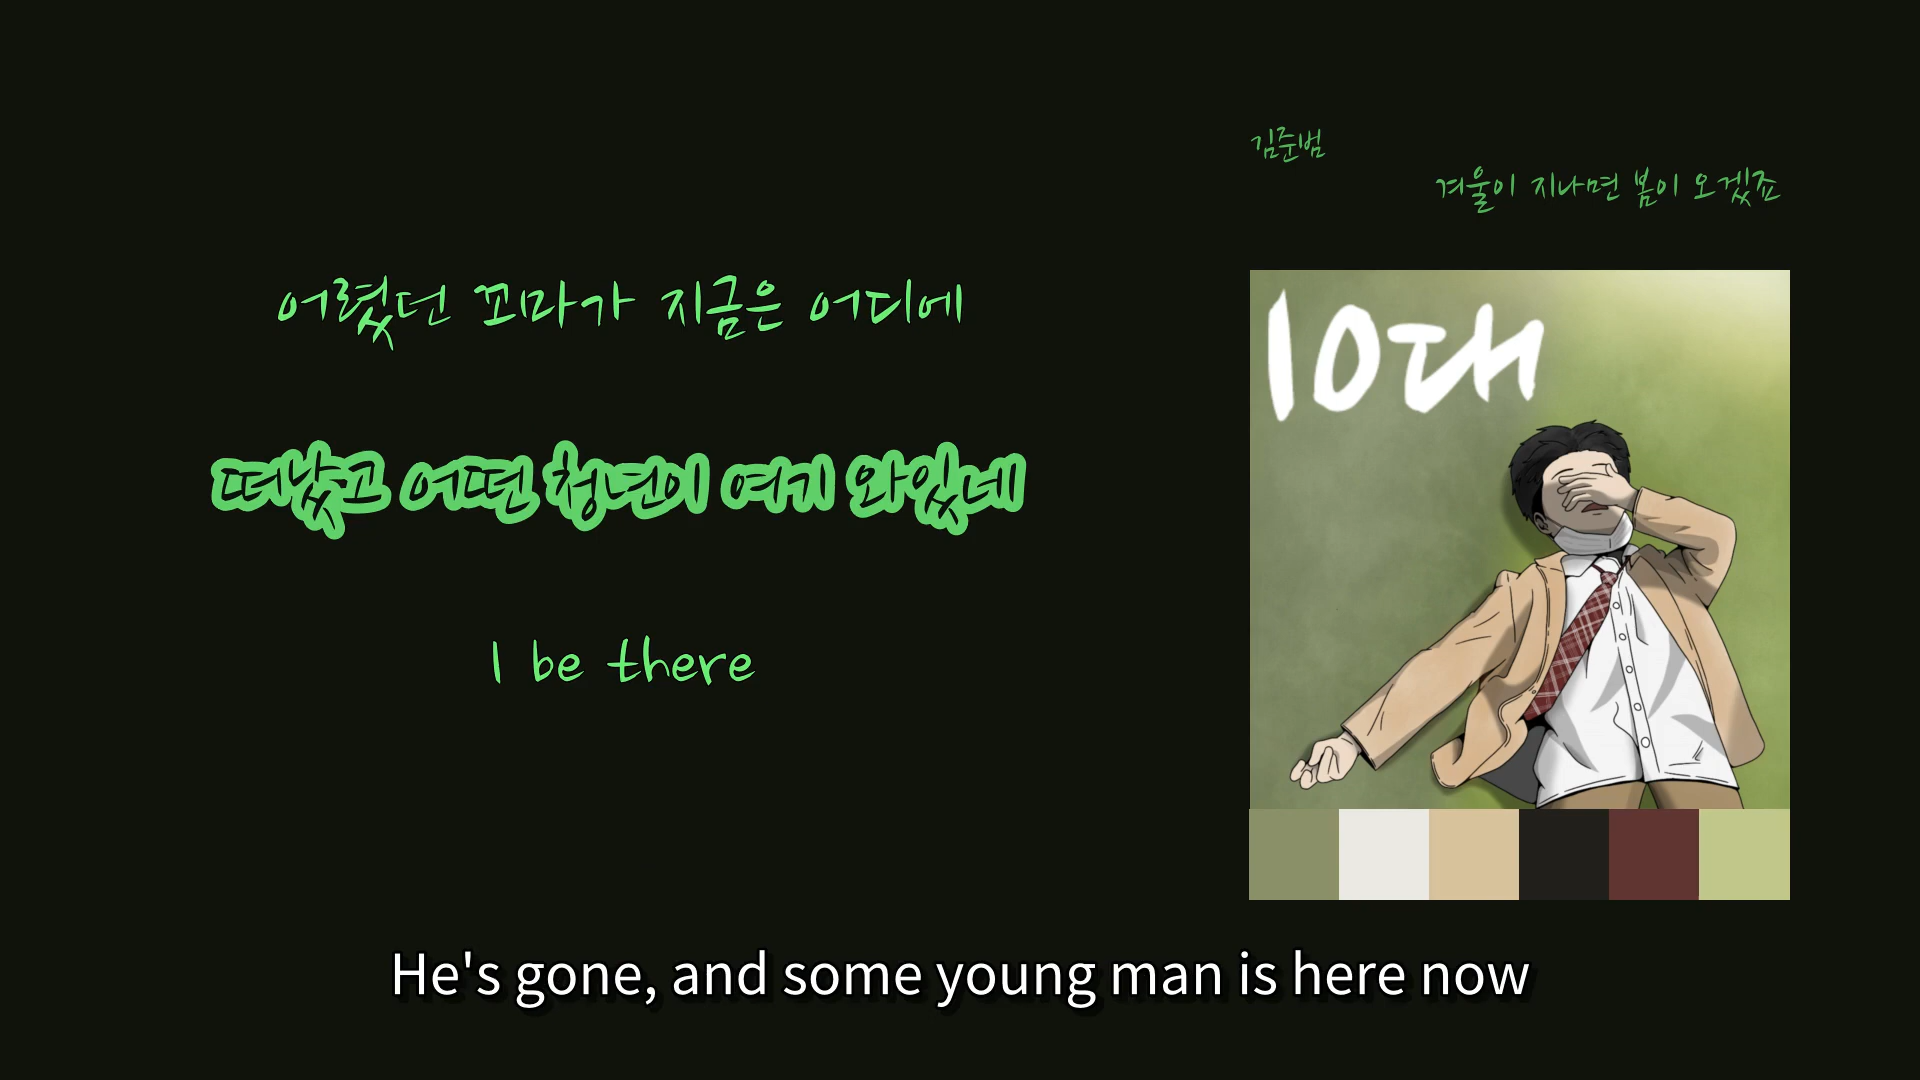 김준범
겨울이 지나면 봄이 오겠죠
10대
어렸던 꼬마가 지금은 어디에
떠났고 어떤 청년이 여기 와있네
I be there
He's gone, and some young man is here now